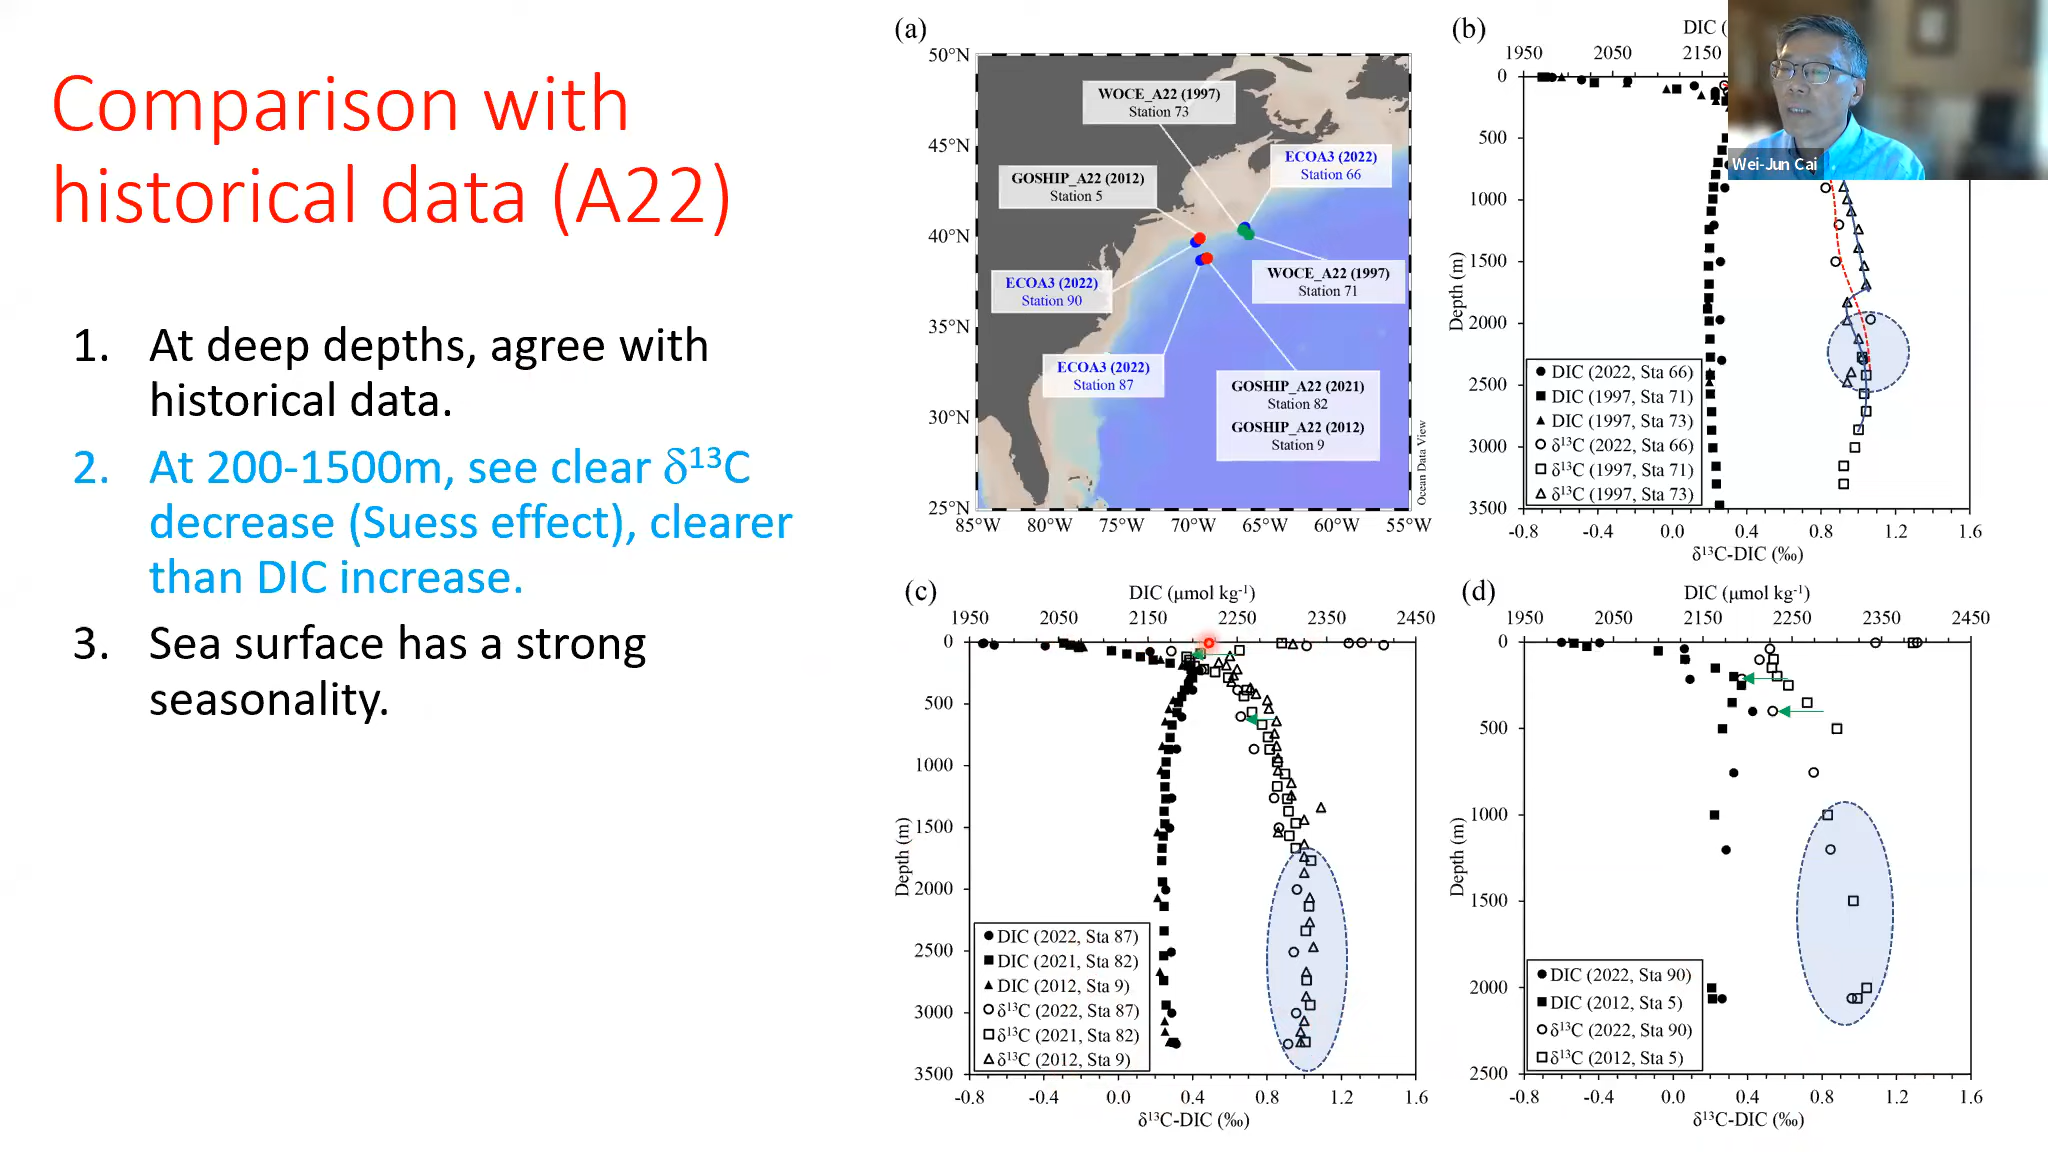 Comparison with
historical data (A22)
1. At deep depths, agree with
historical data.
2. At 200-1500m, see clear δ¹³C
decrease (Suess effect), clearer
than DIC increase.
3. Sea surface has a strong
seasonality.
(a)
50°N
45°N
40°N
35°N
30°N
25°N
85°W 80°W 75°W 70°W 65°W 60°W 55°W
WOCE_A22 (1997)
Station 73
ECOA3 (2022)
Station 66
GOSHIP_A22 (2012)
Station 5
WOCE_A22 (1997)
Station 71
ECOA3 (2022)
Station 90
ECOA3 (2022)
Station 87
GOSHIP_A22 (2021)
Station 82
GOSHIP_A22 (2012)
Station 9
Ocean Data View
(b)
DIC (
1950 2050 2150
Wei-Jun Cai
0
500
1000
1500
2000
2500
3000
3500
Depth (m)
DIC (2022, Sta 66)
DIC (1997, Sta 71)
DIC (1997, Sta 73)
δ¹³C (2022, Sta 66)
δ¹³C (1997, Sta 71)
δ¹³C (1997, Sta 73)
-0.8 -0.4 0.0 0.4 0.8 1.2 1.6
δ¹³C-DIC (‰)
(c)
DIC (μmol kg⁻¹)
1950 2050 2150 2250 2350 2450
0
500
1000
1500
2000
2500
3000
3500
Depth (m)
DIC (2022, Sta 87)
DIC (2021, Sta 82)
DIC (2012, Sta 9)
δ¹³C (2022, Sta 87)
δ¹³C (2021, Sta 82)
δ¹³C (2012, Sta 9)
-0.8 -0.4 0.0 0.4 0.8 1.2 1.6
δ¹³C-DIC (‰)
(d)
DIC (μmol kg⁻¹)
1950 2050 2150 2250 2350 2450
0
500
1000
1500
2000
2500
Depth (m)
DIC (2022, Sta 90)
DIC (2012, Sta 5)
δ¹³C (2022, Sta 90)
δ¹³C (2012, Sta 5)
-0.8 -0.4 0.0 0.4 0.8 1.2 1.6
δ¹³C-DIC (‰)